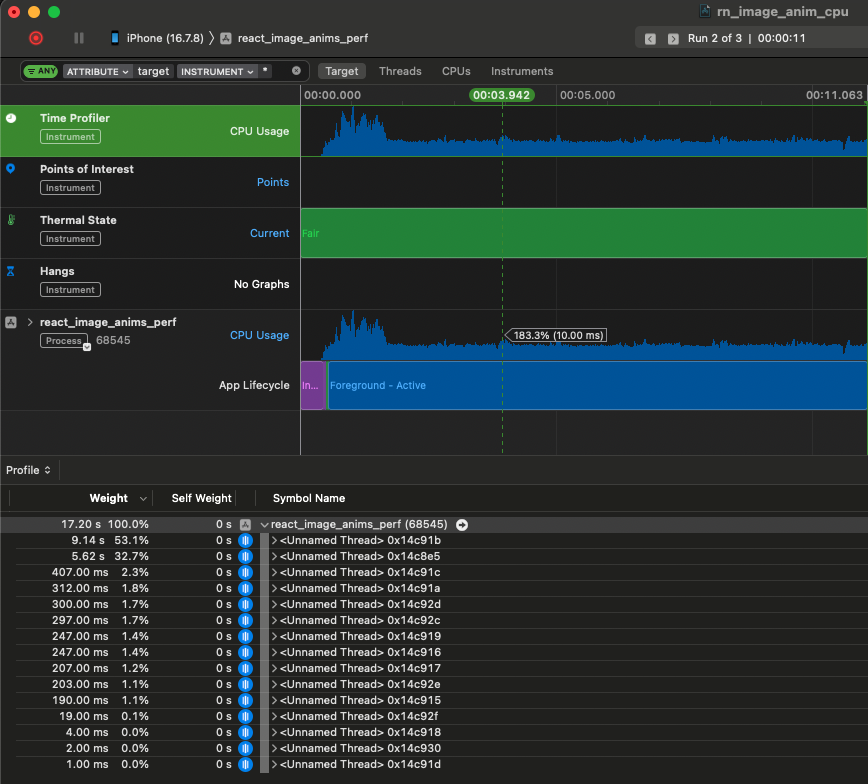 rn_image_anim_cpu
iPhone (16.7.8) react_image_anims_perf
Run 2 of 3 | 00:00:11
ANY ATTRIBUTE target INSTRUMENT * Target Threads CPUs Instruments
00:00.000 00:03.942 00:05.000 00:11.063
Time Profiler
Instrument
CPU Usage
Points of Interest
Instrument
Points
Thermal State
Instrument
Current
Fair
Hangs
Instrument
No Graphs
react_image_anims_perf
Process 68545
CPU Usage
183.3% (10.00 ms)
App Lifecycle In... Foreground - Active
Profile
Weight Self Weight Symbol Name
17.20 s 100.0% 0 s react_image_anims_perf (68545)
9.14 s 53.1% 0 s <Unnamed Thread> 0x14c91b
5.62 s 32.7% 0 s <Unnamed Thread> 0x14c8e5
407.00 ms 2.3% 0 s <Unnamed Thread> 0x14c91c
312.00 ms 1.8% 0 s <Unnamed Thread> 0x14c91a
300.00 ms 1.7% 0 s <Unnamed Thread> 0x14c92d
297.00 ms 1.7% 0 s <Unnamed Thread> 0x14c92c
247.00 ms 1.4% 0 s <Unnamed Thread> 0x14c919
247.00 ms 1.4% 0 s <Unnamed Thread> 0x14c916
207.00 ms 1.2% 0 s <Unnamed Thread> 0x14c917
203.00 ms 1.1% 0 s <Unnamed Thread> 0x14c92e
190.00 ms 1.1% 0 s <Unnamed Thread> 0x14c915
19.00 ms 0.1% 0 s <Unnamed Thread> 0x14c92f
4.00 ms 0.0% 0 s <Unnamed Thread> 0x14c918
2.00 ms 0.0% 0 s <Unnamed Thread> 0x14c930
1.00 ms 0.0% 0 s <Unnamed Thread> 0x14c91d